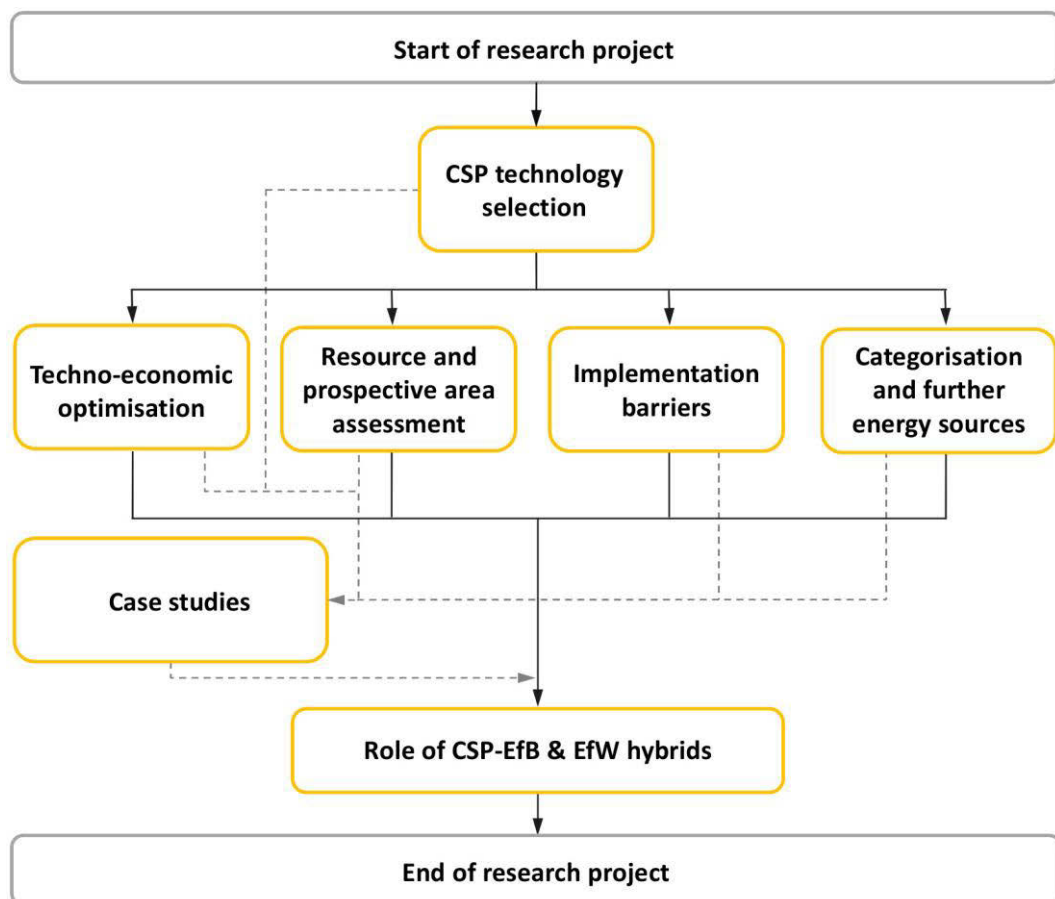 Start of research project
CSP technology
selection
Techno-economic
optimisation
Resource and
prospective area
assessment
Implementation
barriers
Categorisation
and further
energy sources
Case studies
Role of CSP-EfB & EfW hybrids
End of research project